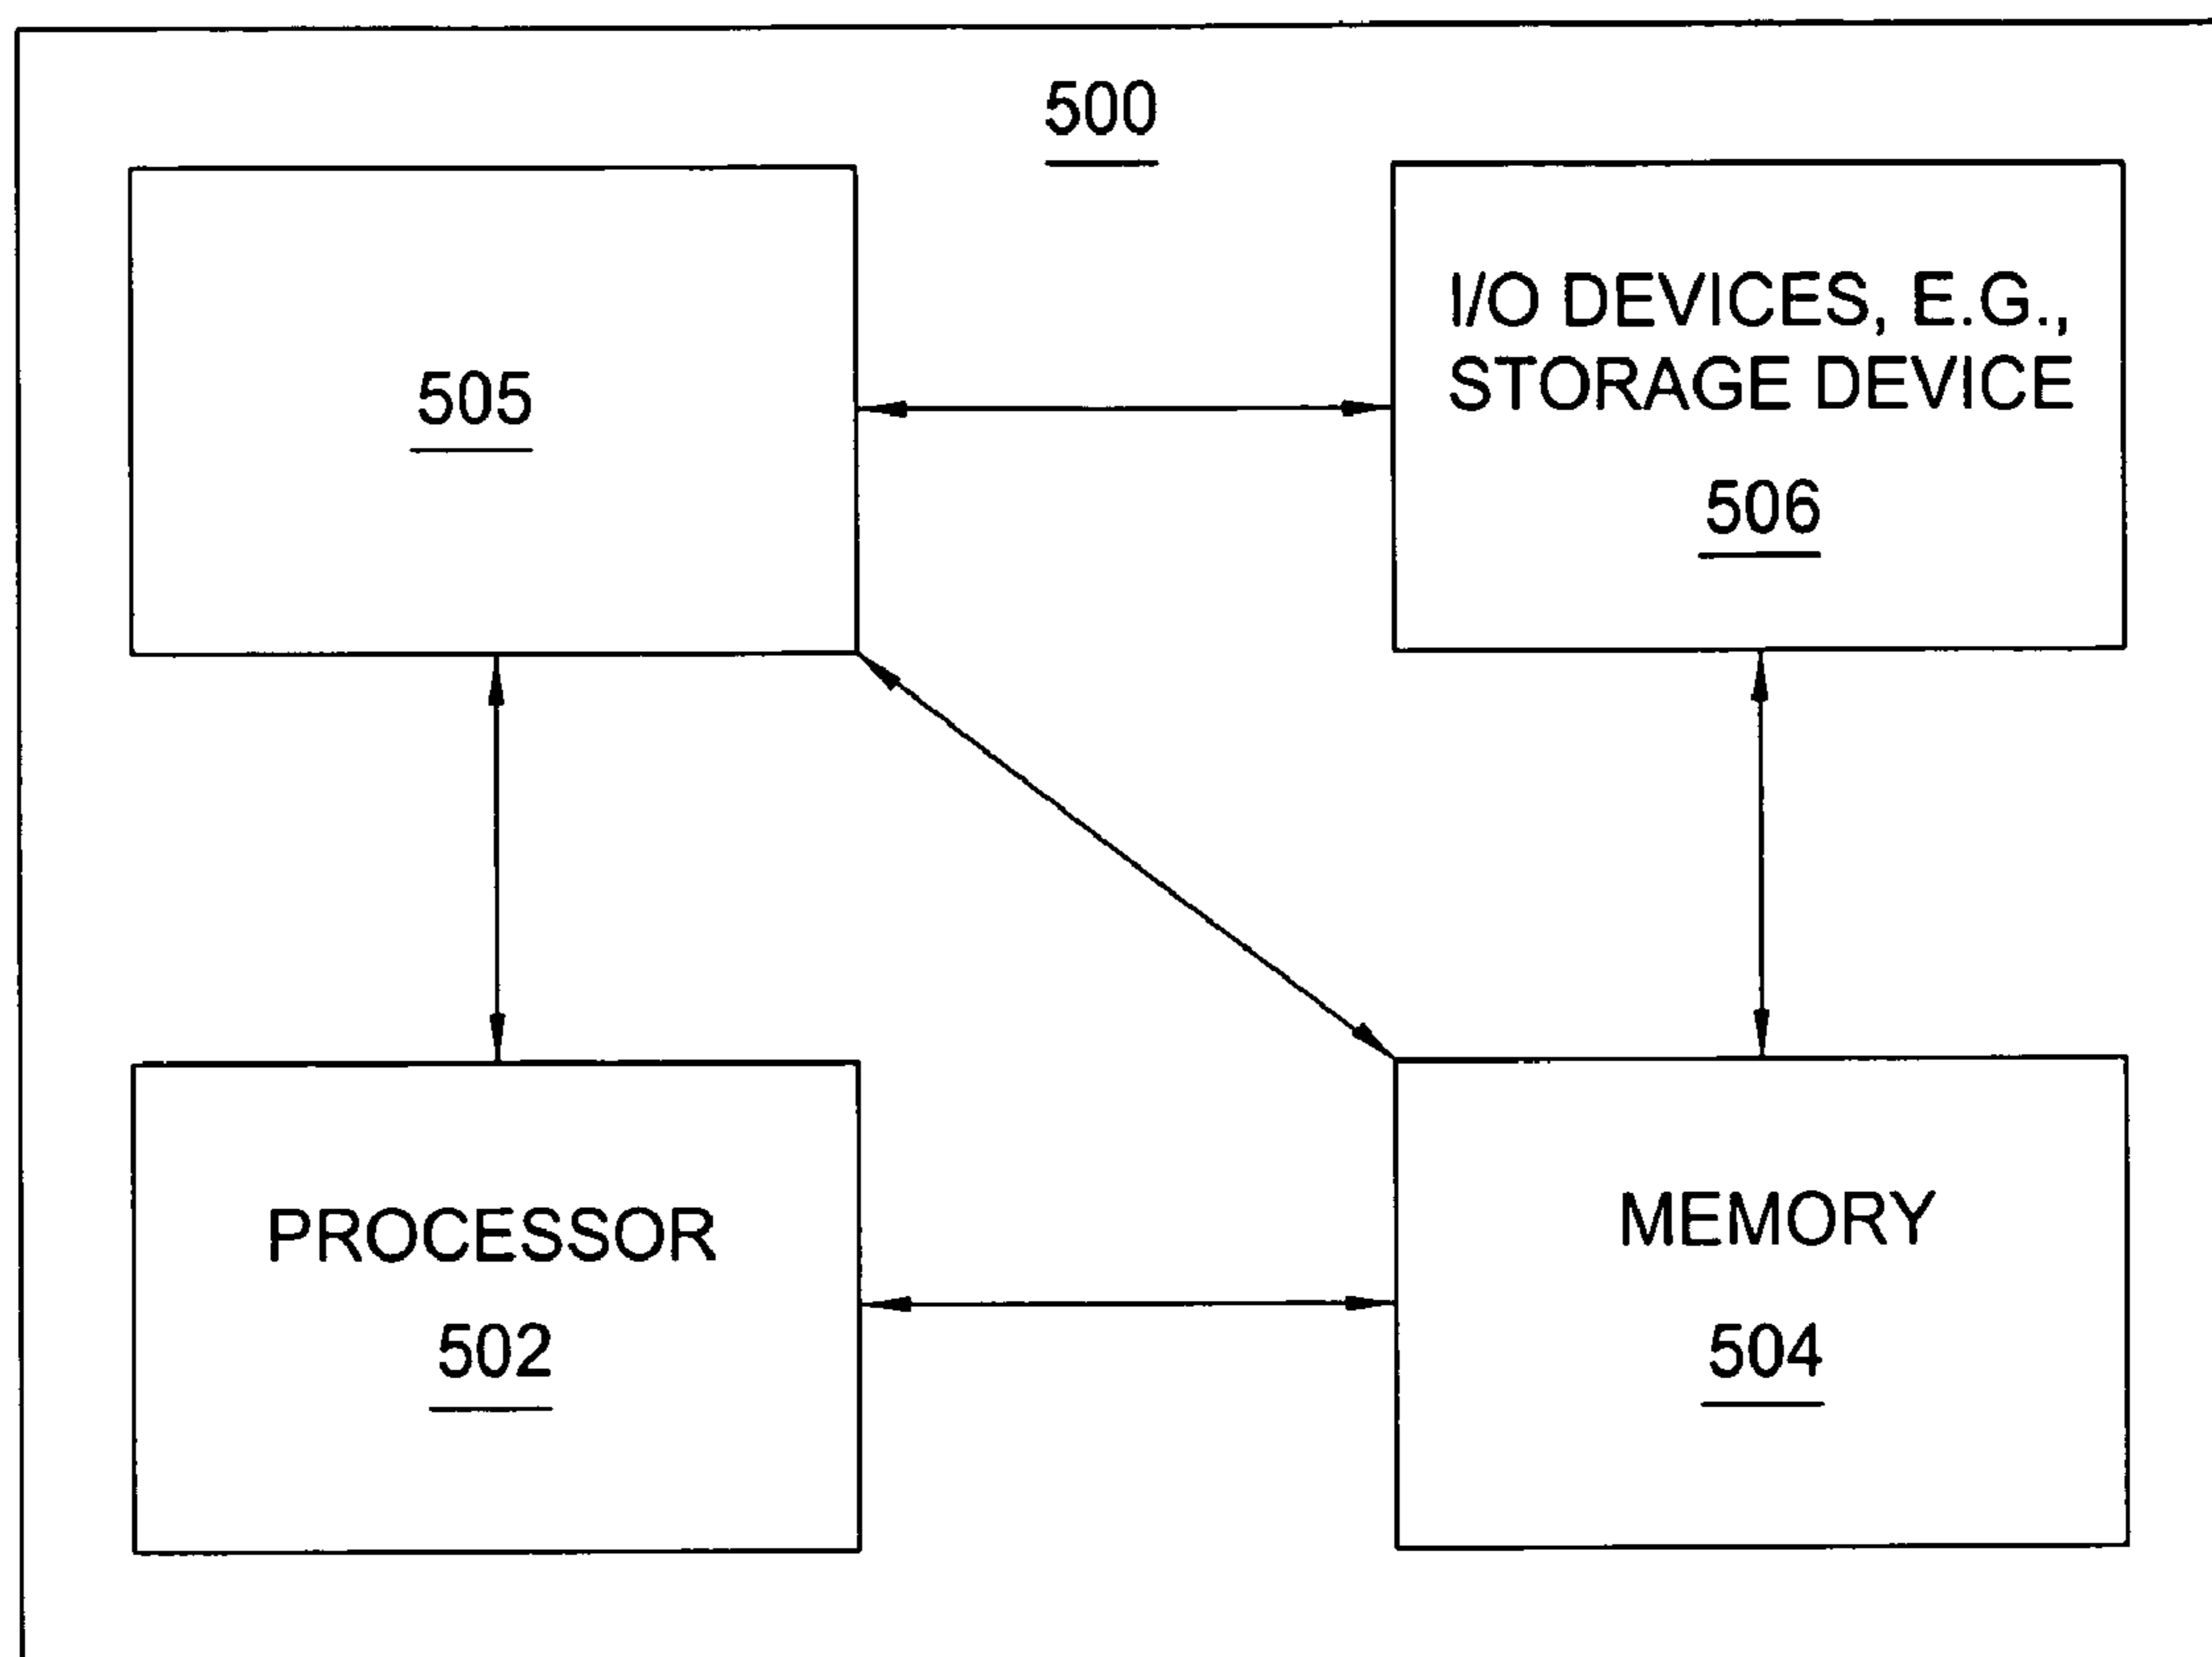 500
505
I/O DEVICES, E.G.,
STORAGE DEVICE
506
PROCESSOR
502
MEMORY
504